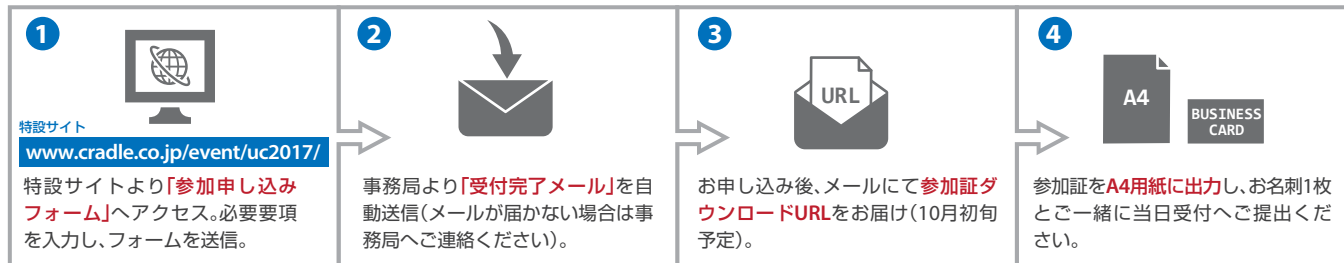 1
特設サイト
www.cradle.co.jp/event/uc2017/
特設サイトより「参加申し込み
フォーム」へアクセス。必要要項
を入力し、フォームを送信。
2
事務局より「受付完了メール」を自
動送信(メールが届かない場合は事
務局へご連絡ください)。
3
URL
お申し込み後、メールにて参加証ダ
ウンロードURLをお届け(10月初旬
予定)。
4
A4
BUSINESS
CARD
参加証をA4用紙に出力し、お名刺1枚
とご一緒に当日受付へご提出くだ
さい。